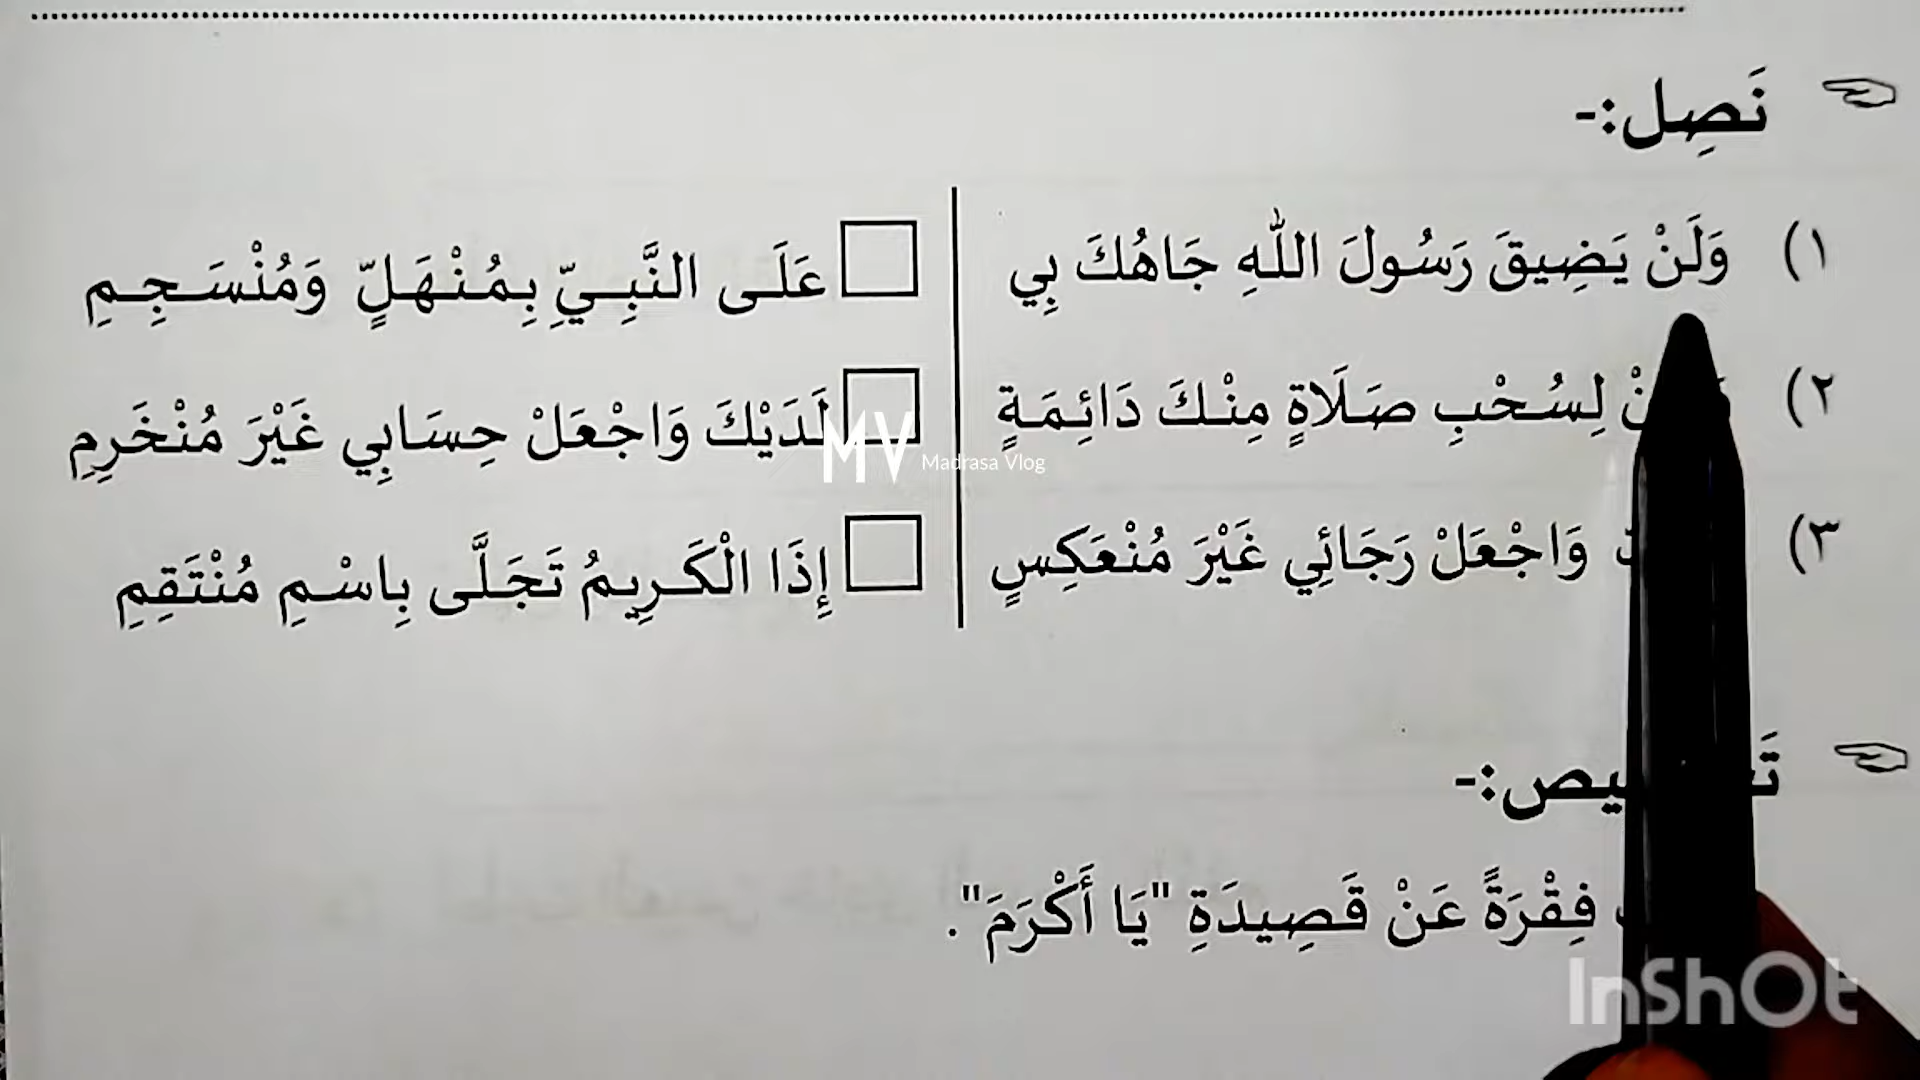 نَصِل:-
١) وَلَنْ يَضِيقَ رَسُولَ اللّٰهِ جَاهُكَ بِي
عَلَى النَّبِيِّ بِمُنْهَلٍّ وَمُنْسَجِمِ
٢) لِسُحْبِ صَلَاةٍ مِنْكَ دَائِمَةٍ
لَدَيْكَ وَاجْعَلْ حِسَابِي غَيْرَ مُنْخَرِمِ
٣) وَاجْعَلْ رَجَائِي غَيْرَ مُنْعَكِسٍ
إِذَا الْكَرِيمُ تَجَلَّى بِاسْمِ مُنْتَقِمِ
MV Madrasa Vlog
فِقْرَةً عَنْ قَصِيدَةِ "يَا أَكْرَمَ".
InShOt